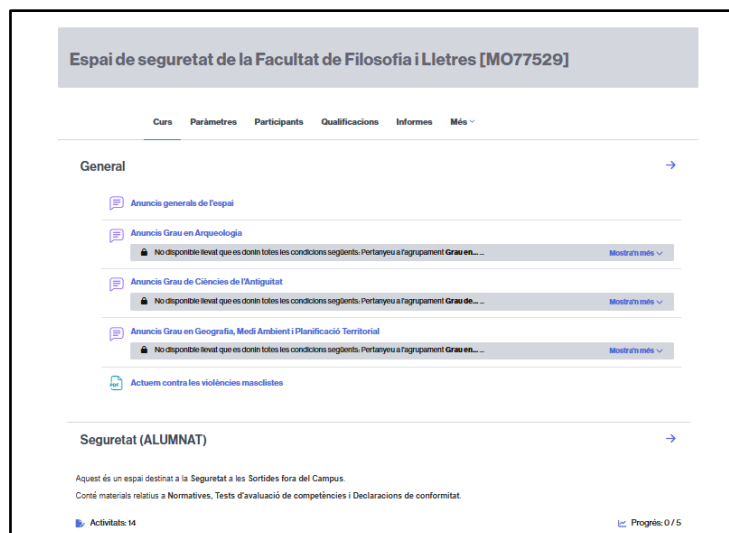 Espai de seguretat de la Facultat de Filosofia i Lletres [MO77529]
Curs Paràmetres Participants Qualificacions Informes Més
General
Anuncis generals de l'espai
Anuncis Grau en Arqueologia
No disponible llevat que es donin totes les condicions següents: Pertanyeu a l'agrupament Grau en... ... Mostra'n més
Anuncis Grau de Ciències de l'Antiguitat
No disponible llevat que es donin totes les condicions següents: Pertanyeu a l'agrupament Grau de... ... Mostra'n més
Anuncis Grau en Geografia, Medi Ambient i Planificació Territorial
No disponible llevat que es donin totes les condicions següents: Pertanyeu a l'agrupament Grau en... ... Mostra'n més
PDF Actuem contra les violències masclistes
Seguretat (ALUMNAT)
Aquest és un espai destinat a la Seguretat a les Sortides fora del Campus.
Conté materials relatius a Normatives, Tests d'avaluació de competències i Declaracions de conformitat.
Activitats: 14 Progrés: 0 / 5